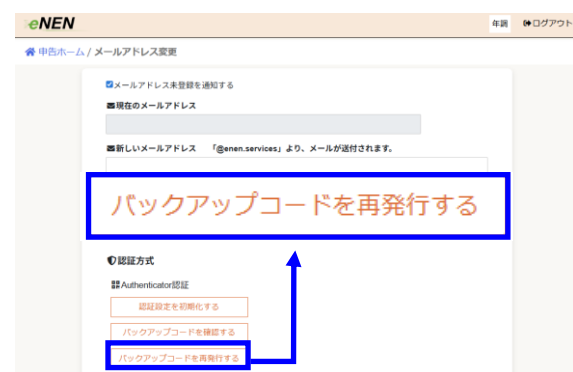 eNEN
年調 ログアウト
申告ホーム / メールアドレス変更
メールアドレス未登録を通知する
現在のメールアドレス
新しいメールアドレス 「@enen.services」より、メールが送付されます。
バックアップコードを再発行する
認証方式
Authenticator認証
認証設定を初期化する
バックアップコードを確認する
バックアップコードを再発行する